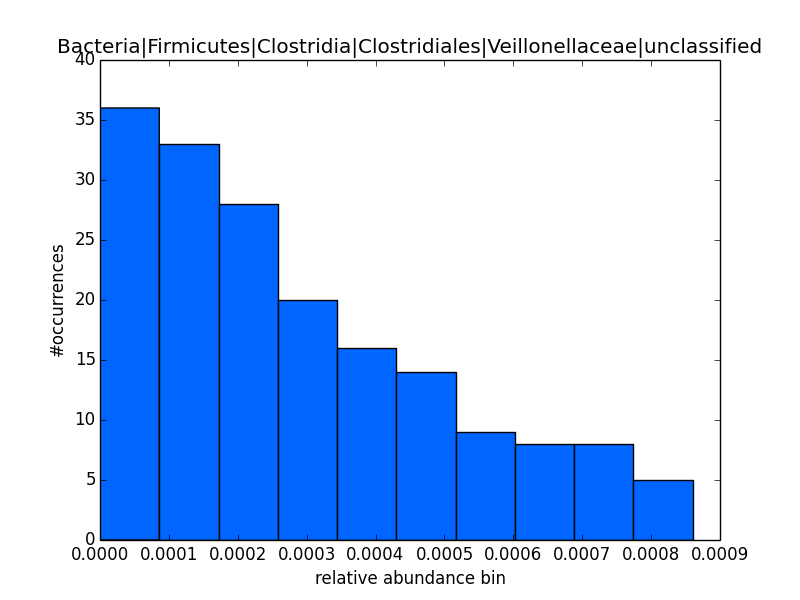 Bacteria|Firmicutes|Clostridia|Clostridiales|Veillonellaceae|unclassified
40
35
30
25
20
15
10
5
0
#occurrences
0.0000 0.0001 0.0002 0.0003 0.0004 0.0005 0.0006 0.0007 0.0008 0.0009
relative abundance bin